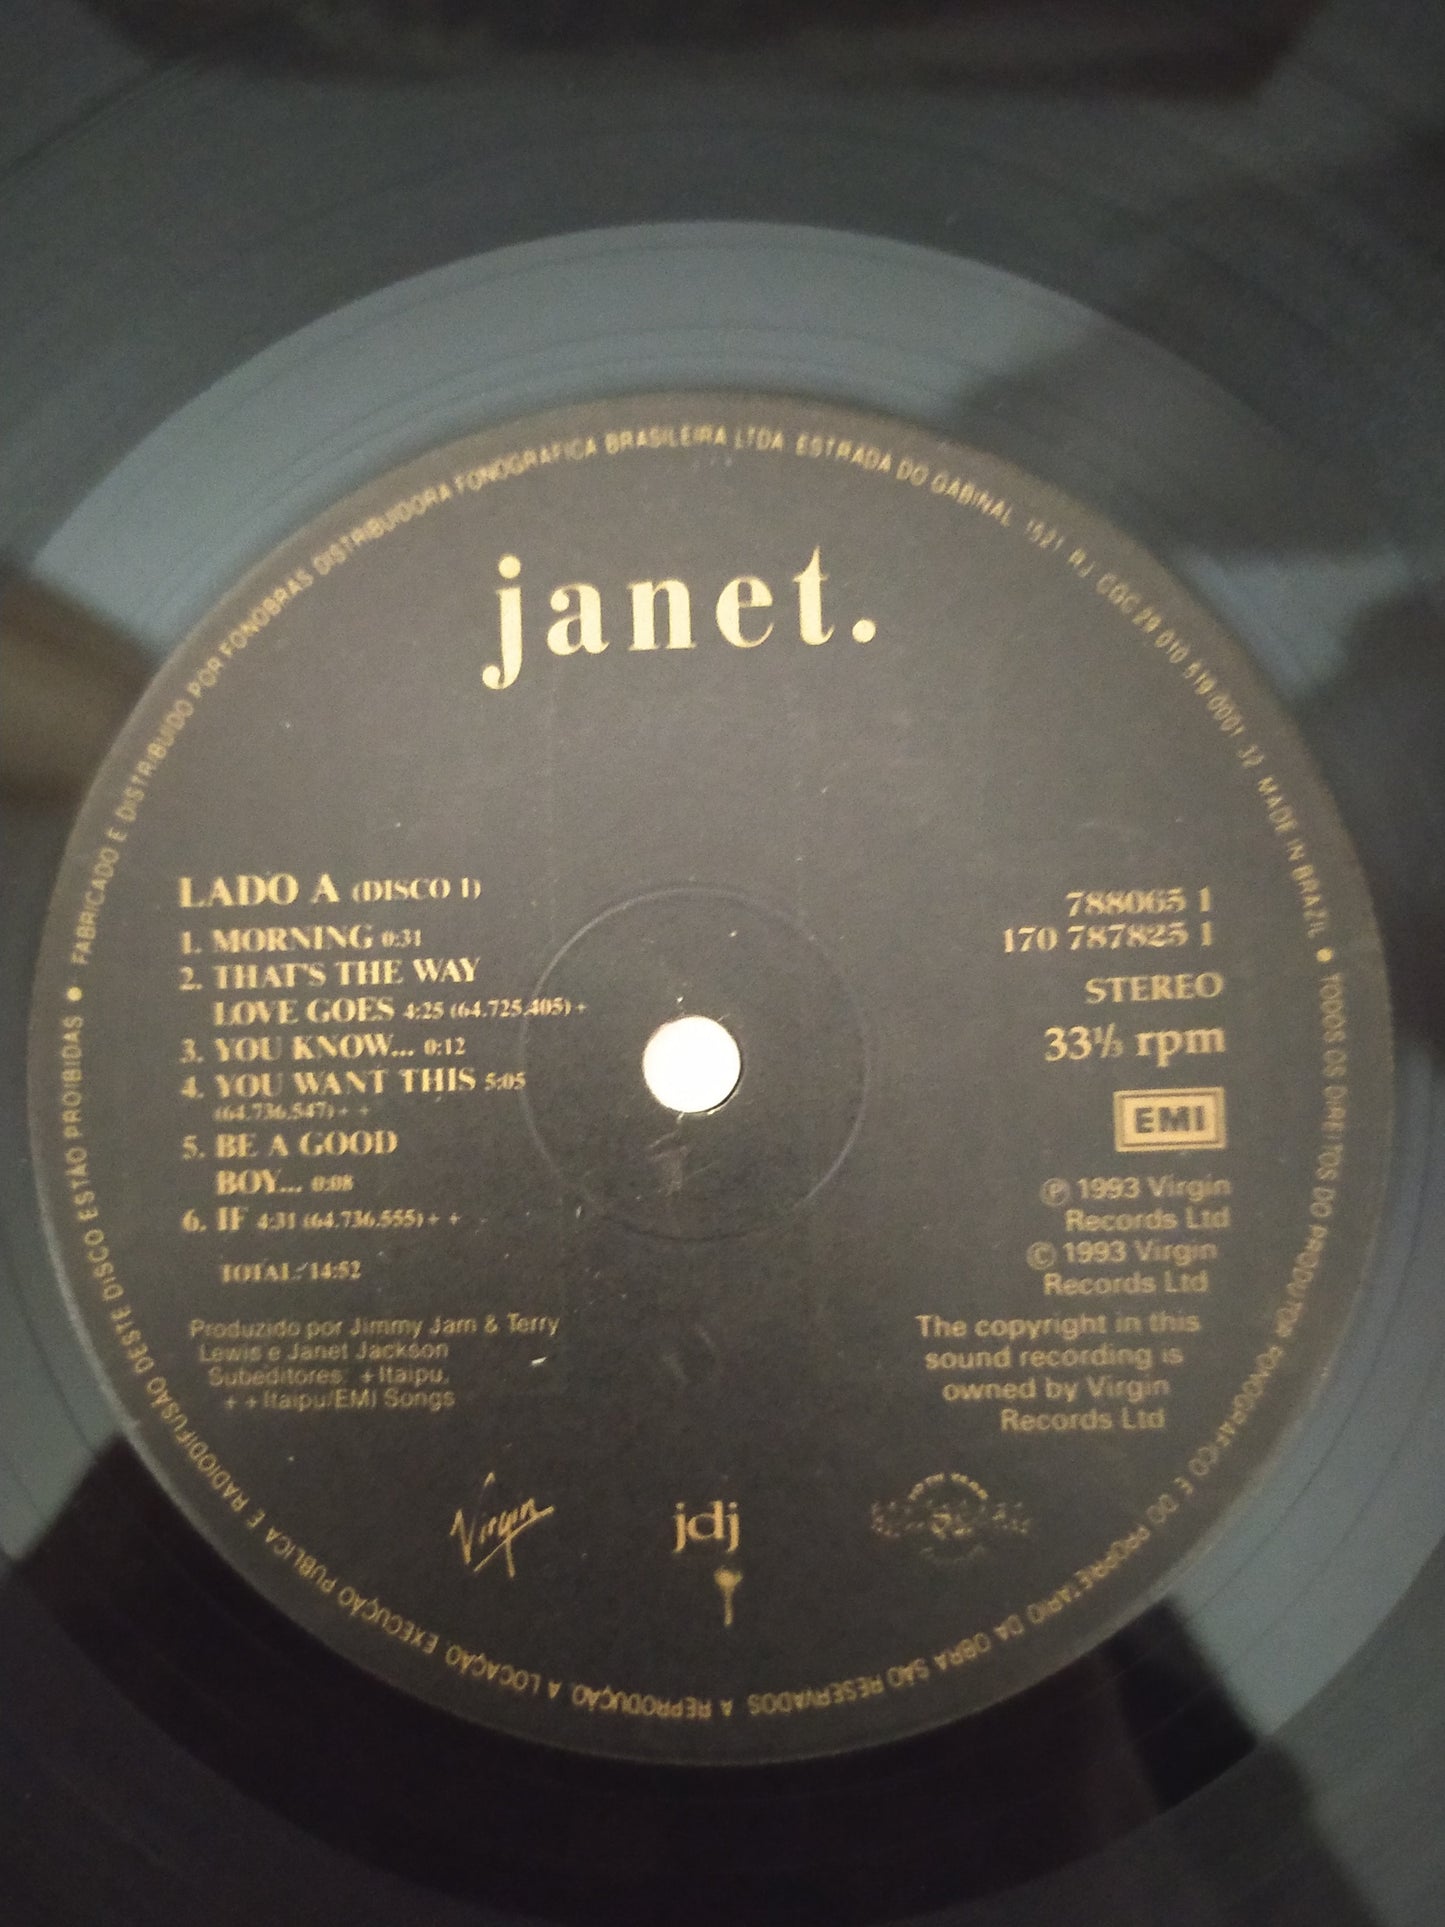 janet.
LADO A (DISCO 1)
1. MORNING 0:31
2. THAT'S THE WAY
LOVE GOES 4:25 (64.725.405) +
3. YOU KNOW... 0:12
4. YOU WANT THIS 5:05
(64.736.547) + +
5. BE A GOOD
BOY... 0:08
6. IF 4:31 (64.736.555) + +
TOTAL: 14:52
Produzido por Jimmy Jam & Terry
Lewis e Janet Jackson
Subeditores: + Itaipu,
+ + Itaipu/EMI Songs
788065 1
170 787825 1
STEREO
33⅓ rpm
EMI
℗ 1993 Virgin
Records Ltd
© 1993 Virgin
Records Ltd
The copyright in this
sound recording is
owned by Virgin
Records Ltd
Virgin
jdj
FABRICADO E DISTRIBUIDO POR FONOBRAS DISTRIBUIDORA FONOGRAFICA BRASILEIRA LTDA ESTRADA DO GABINAL 1521 RJ CGC 29 010 519/0001 32 MADE IN BRAZIL • TODOS OS DIREITOS DO PRODUTOR FONOGRAFICO E DO PROPRIETARIO DA OBRA SÃO RESERVADOS A REPRODUÇÃO, A LOCAÇÃO, EXECUÇÃO PUBLICA E RADIODIFUSÃO DESTE DISCO ESTÃO PROIBIDAS •